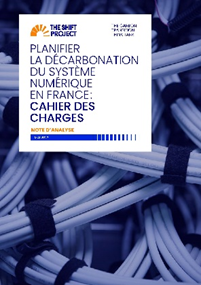 THE SHIFT
PROJECT
PLANIFIER
LA DÉCARBONATION
DU SYSTÈME
NUMÉRIQUE
EN FRANCE :
CAHIER DES
CHARGES
NOTE D'ANALYSE